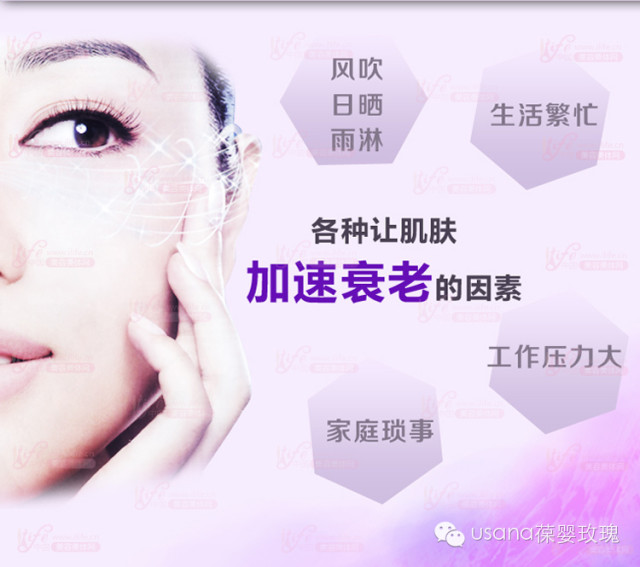 风吹
日晒
雨淋
生活繁忙
各种让肌肤
加速衰老的因素
工作压力大
家庭琐事
usana葆婴玫瑰